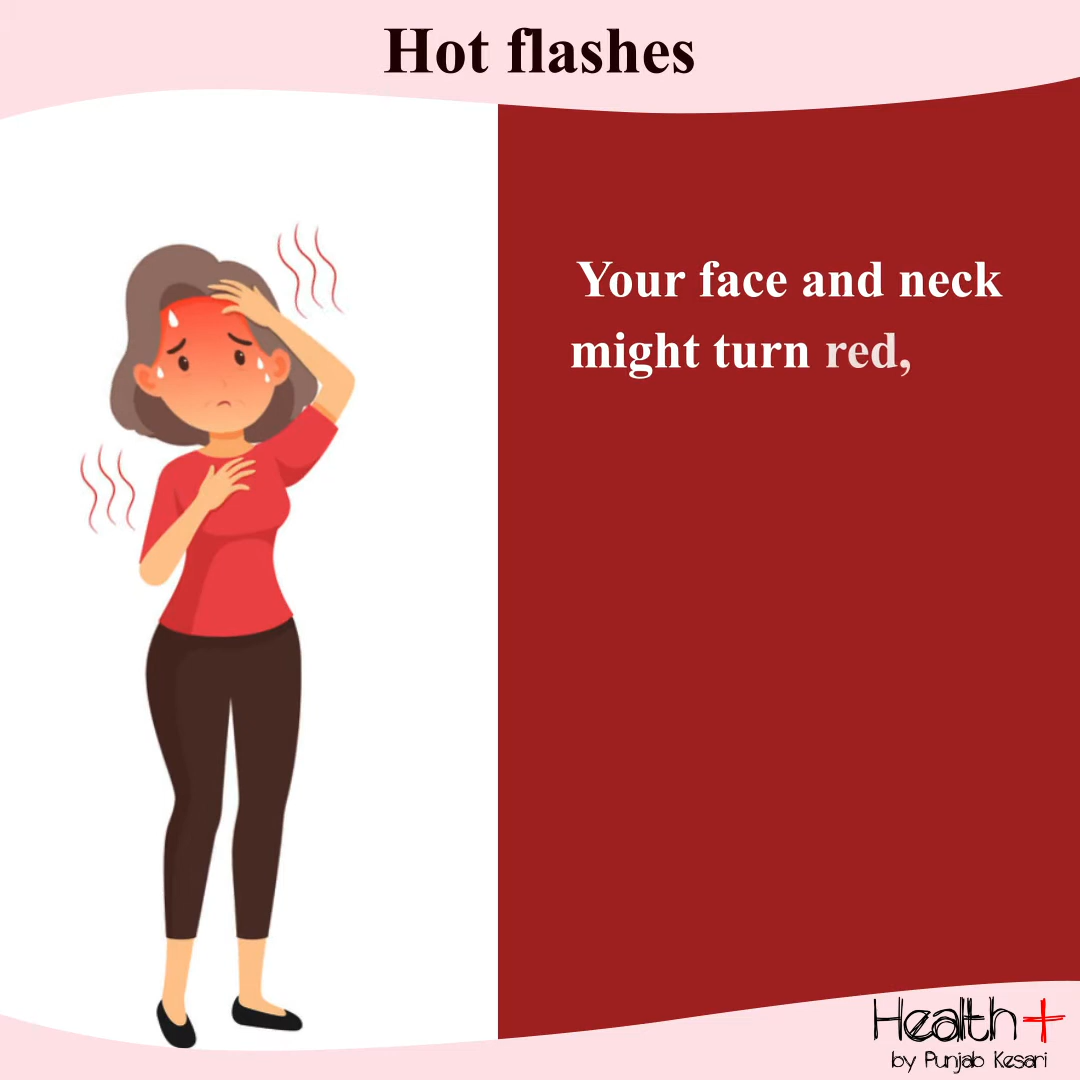 Hot flashes
Your face and neck
might turn red,
Health+
by Punjab Kesari